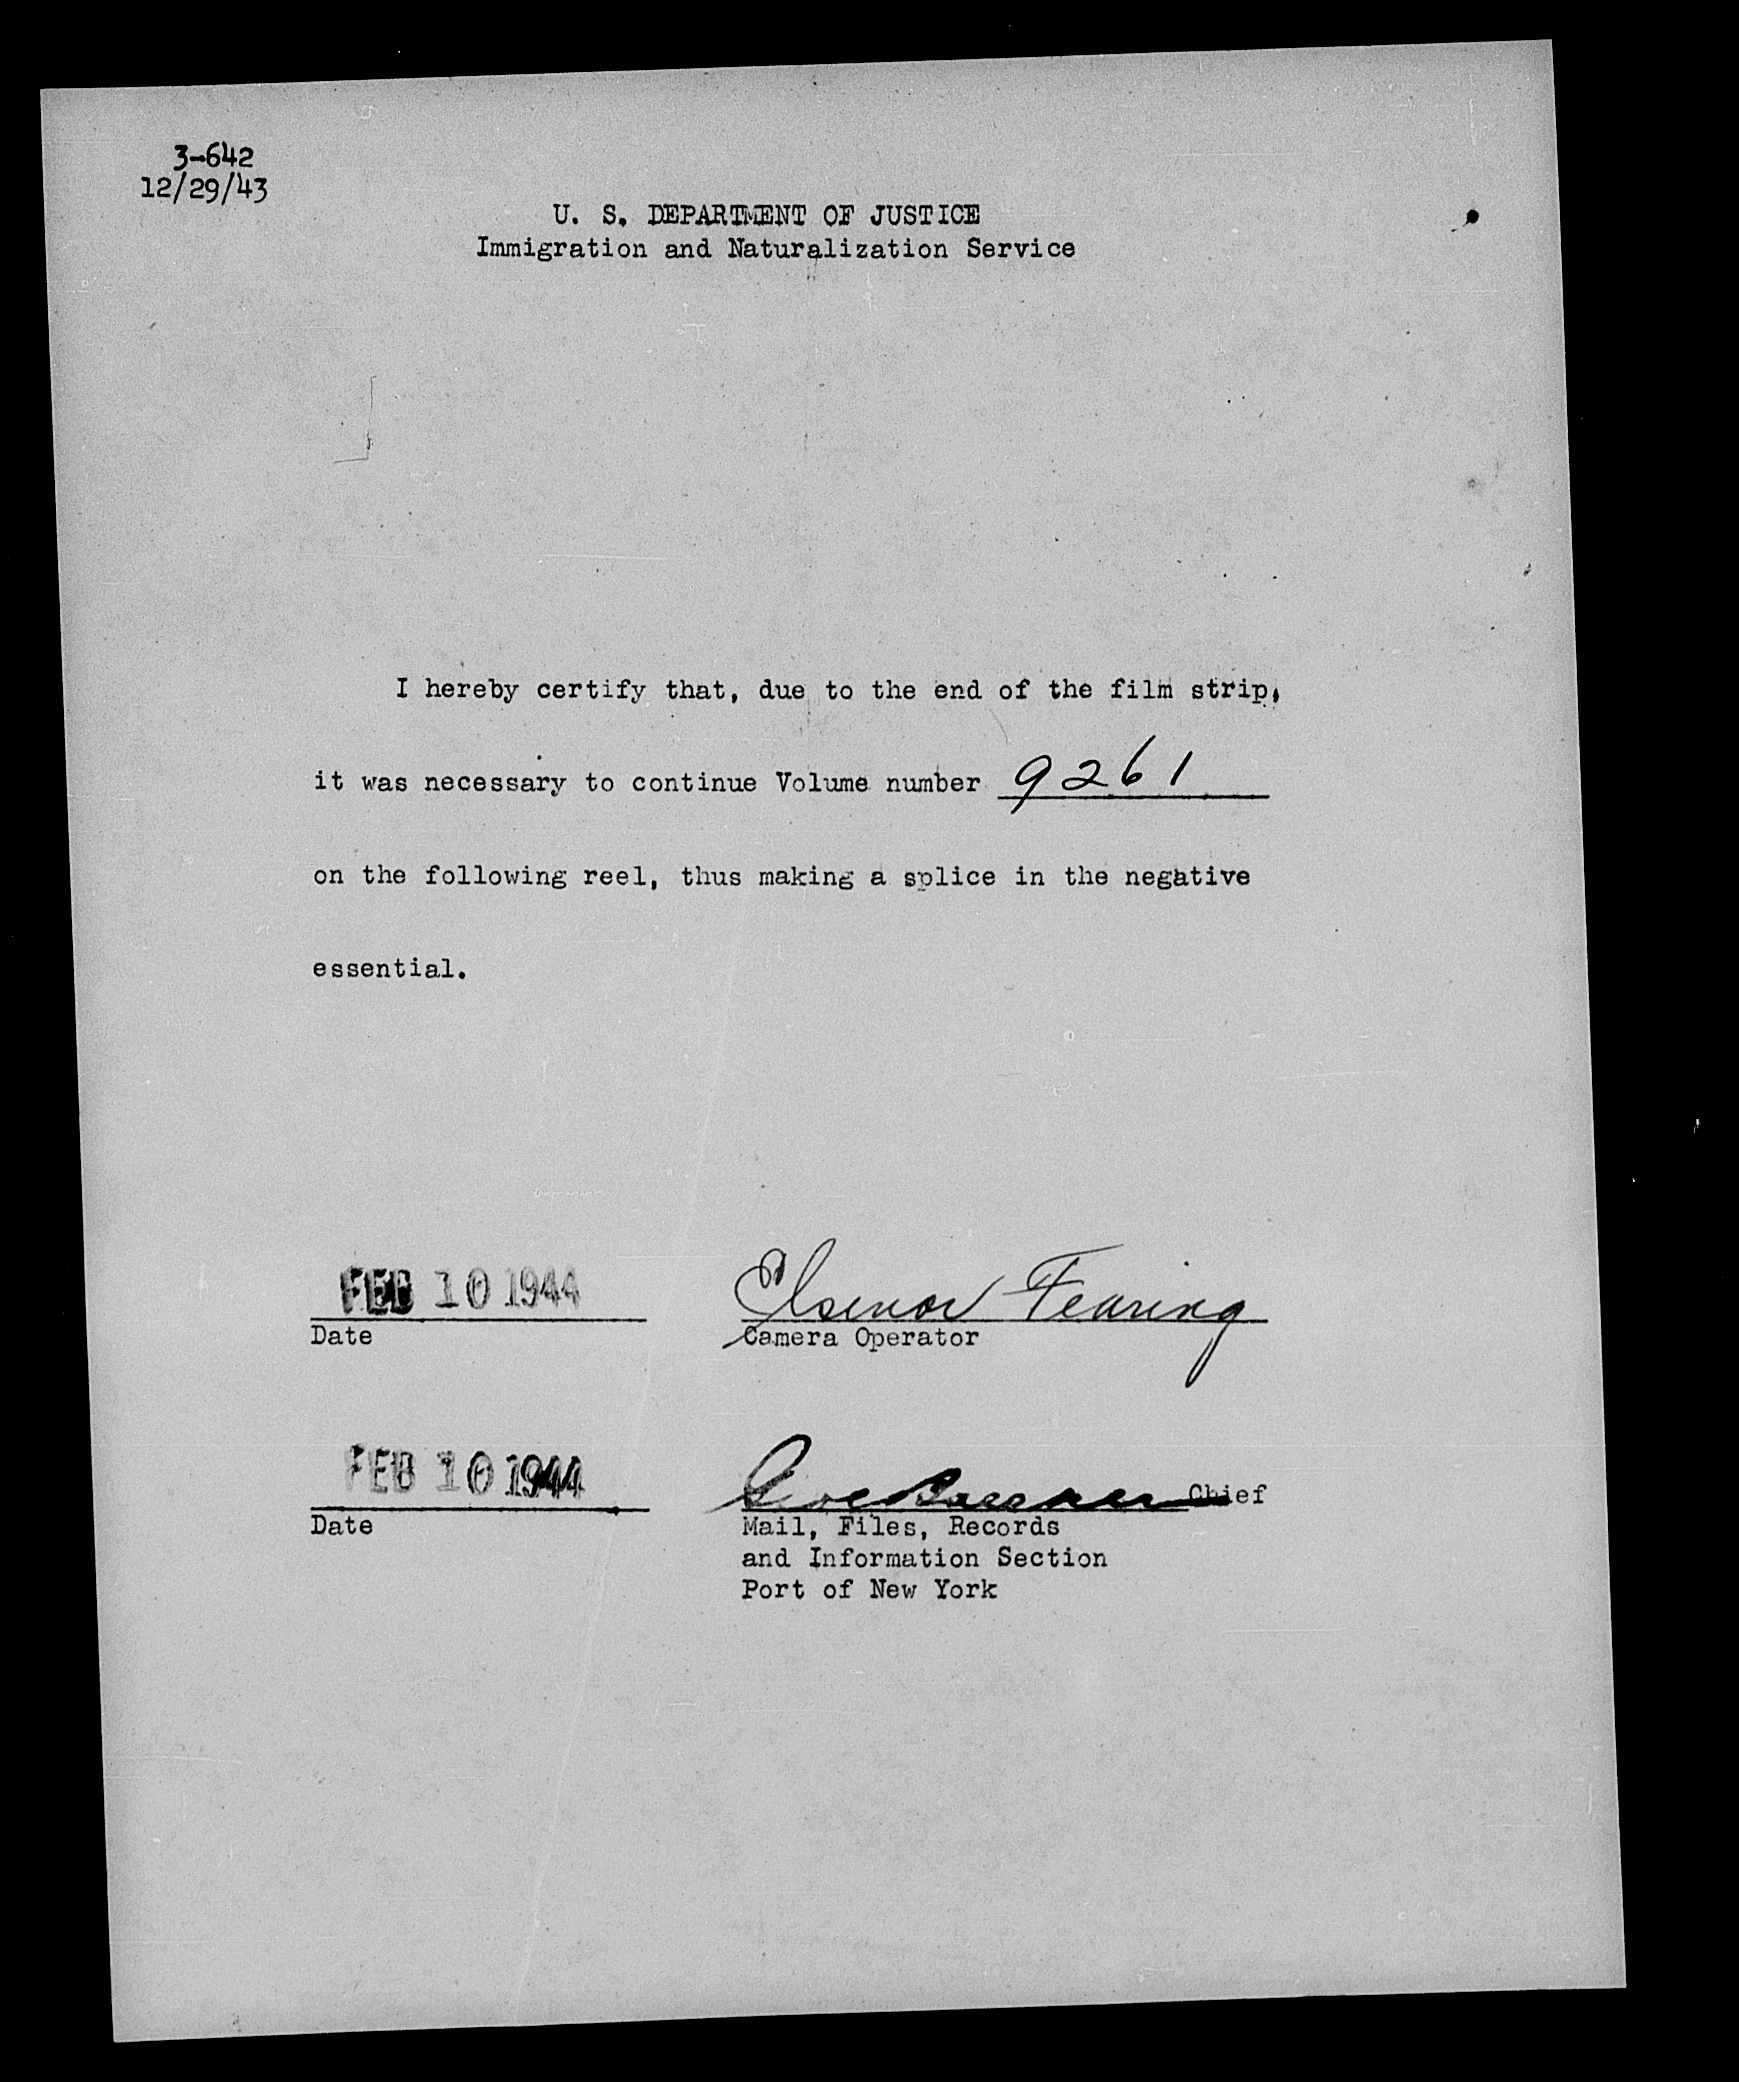 3-642
12/29/43
U. S. DEPARTMENT OF JUSTICE
Immigration and Naturalization Service
I hereby certify that, due to the end of the film strip,
it was necessary to continue Volume number 9261
on the following reel, thus making a splice in the negative
essential.
FEB 10 1944 Elsenor Fearing
Date Camera Operator
FEB 10 1944 Chief
Date Mail, Files, Records
and Information Section
Port of New York